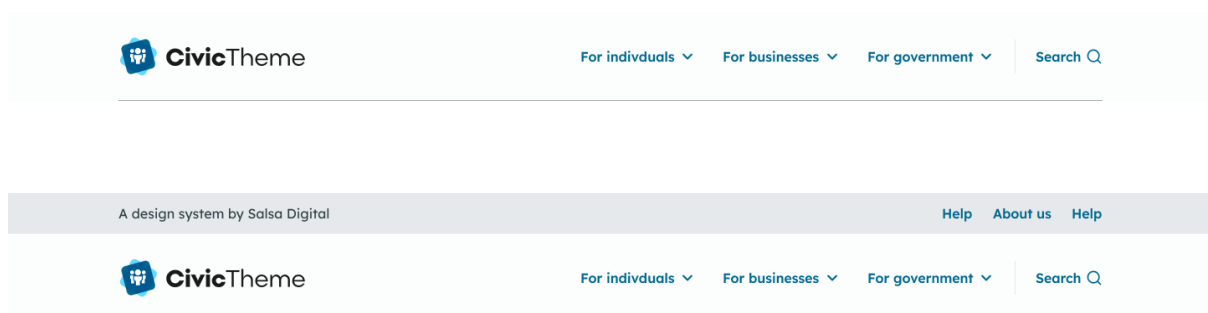 CivicTheme For indivduals For businesses For government Search
A design system by Salsa Digital Help About us Help
CivicTheme For indivduals For businesses For government Search